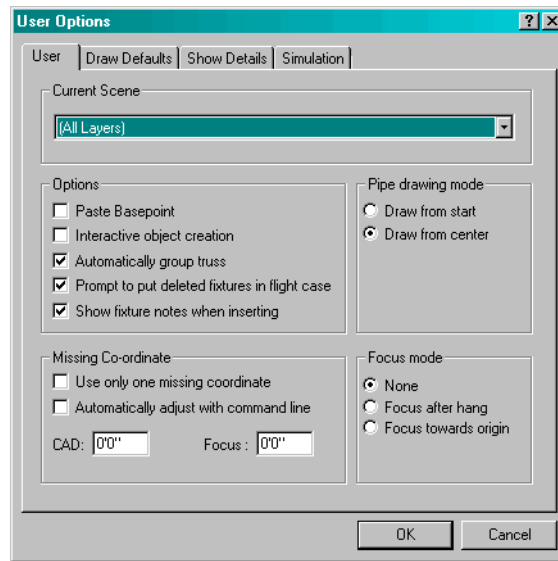 User Options
User
Draw Defaults
Show Details
Simulation
Current Scene
(All Layers)
Options
Paste Basepoint
Interactive object creation
Automatically group truss
Prompt to put deleted fixtures in flight case
Show fixture notes when inserting
Pipe drawing mode
Draw from start
Draw from center
Missing Co-ordinate
Use only one missing coordinate
Automatically adjust with command line
CAD: 0'0" Focus : 0'0"
Focus mode
None
Focus after hang
Focus towards origin
OK
Cancel